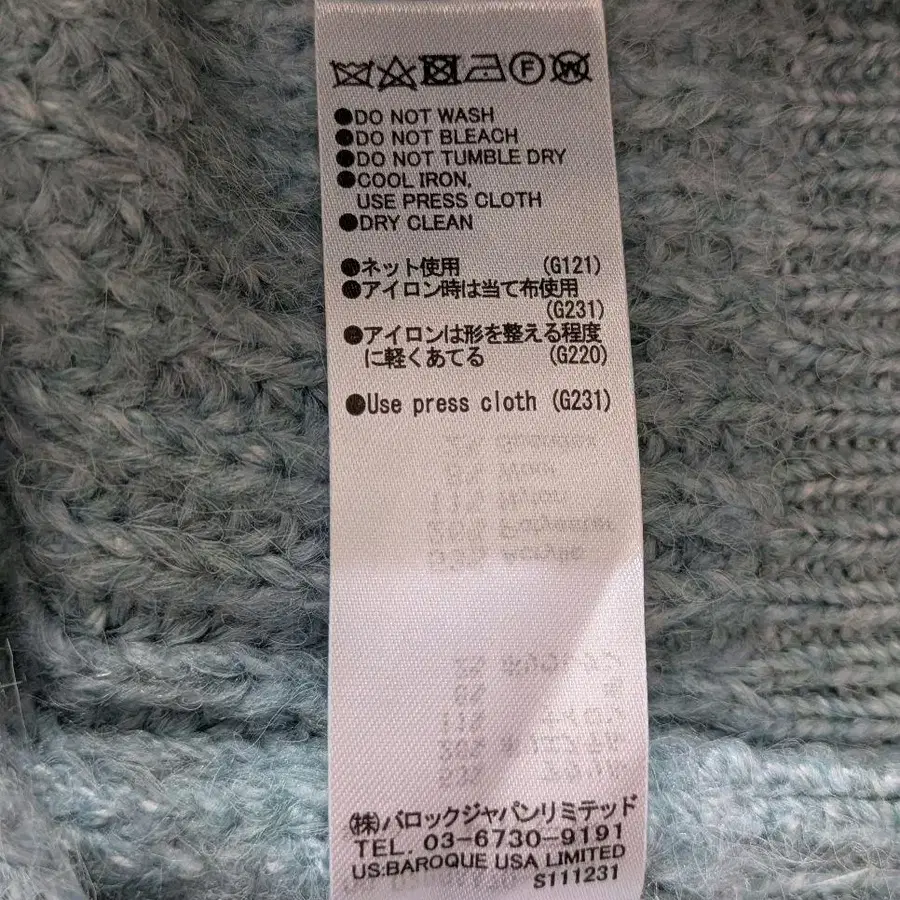 F W
●DO NOT WASH
●DO NOT BLEACH
●DO NOT TUMBLE DRY
●COOL IRON,
USE PRESS CLOTH
●DRY CLEAN
●ネット使用 (G121)
●アイロン時は当て布使用
(G231)
●アイロンは形を整える程度
に軽くあてる (G220)
●Use press cloth (G231)
(株)バロックジャパンリミテッド
TEL. 03-6730-9191
US:BAROQUE USA LIMITED
S111231